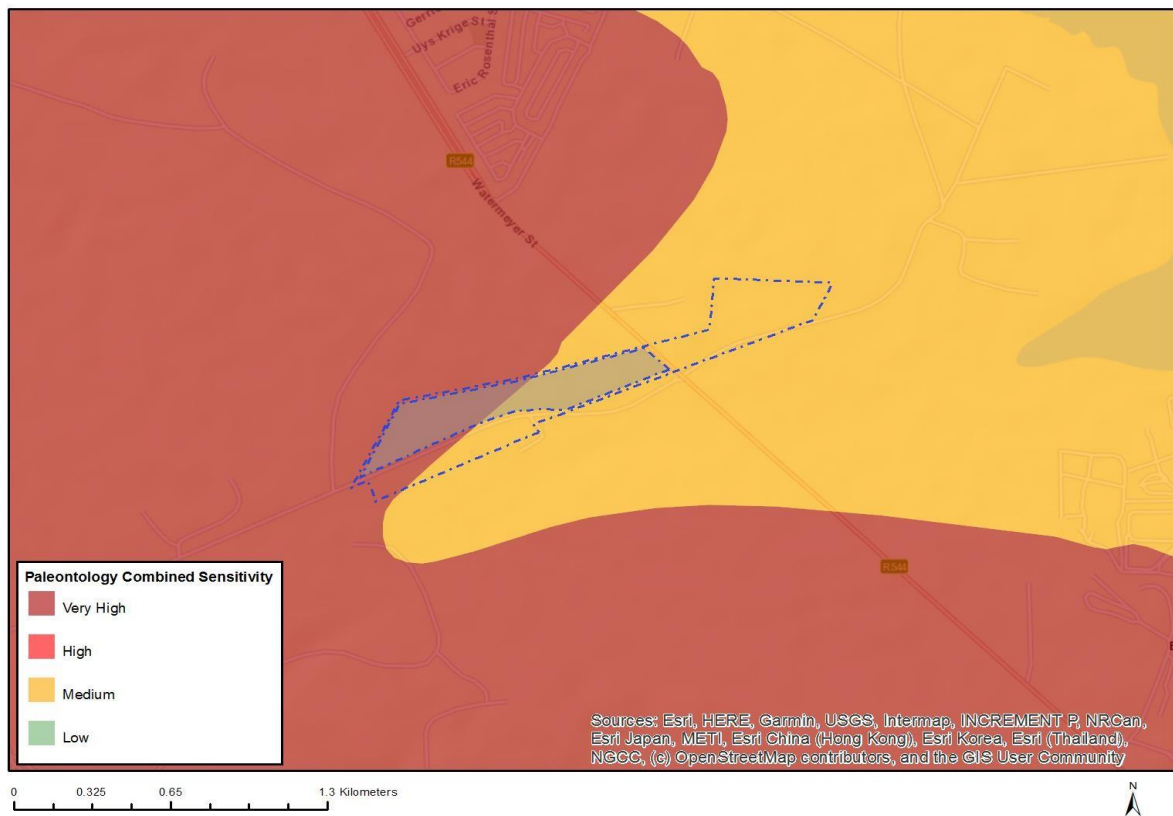 Gerri
Uys Krige St
Eric Rosenthal S
R544
Watermeyer St
R544
E
Paleontology Combined Sensitivity
Very High
High
Medium
Low
Sources: Esri, HERE, Garmin, USGS, Intermap, INCREMENT P, NRCan,
Esri Japan, METI, Esri China (Hong Kong), Esri Korea, Esri (Thailand),
NGCC, (c) OpenStreetMap contributors, and the GIS User Community
0 0.325 0.65 1.3 Kilometers
N